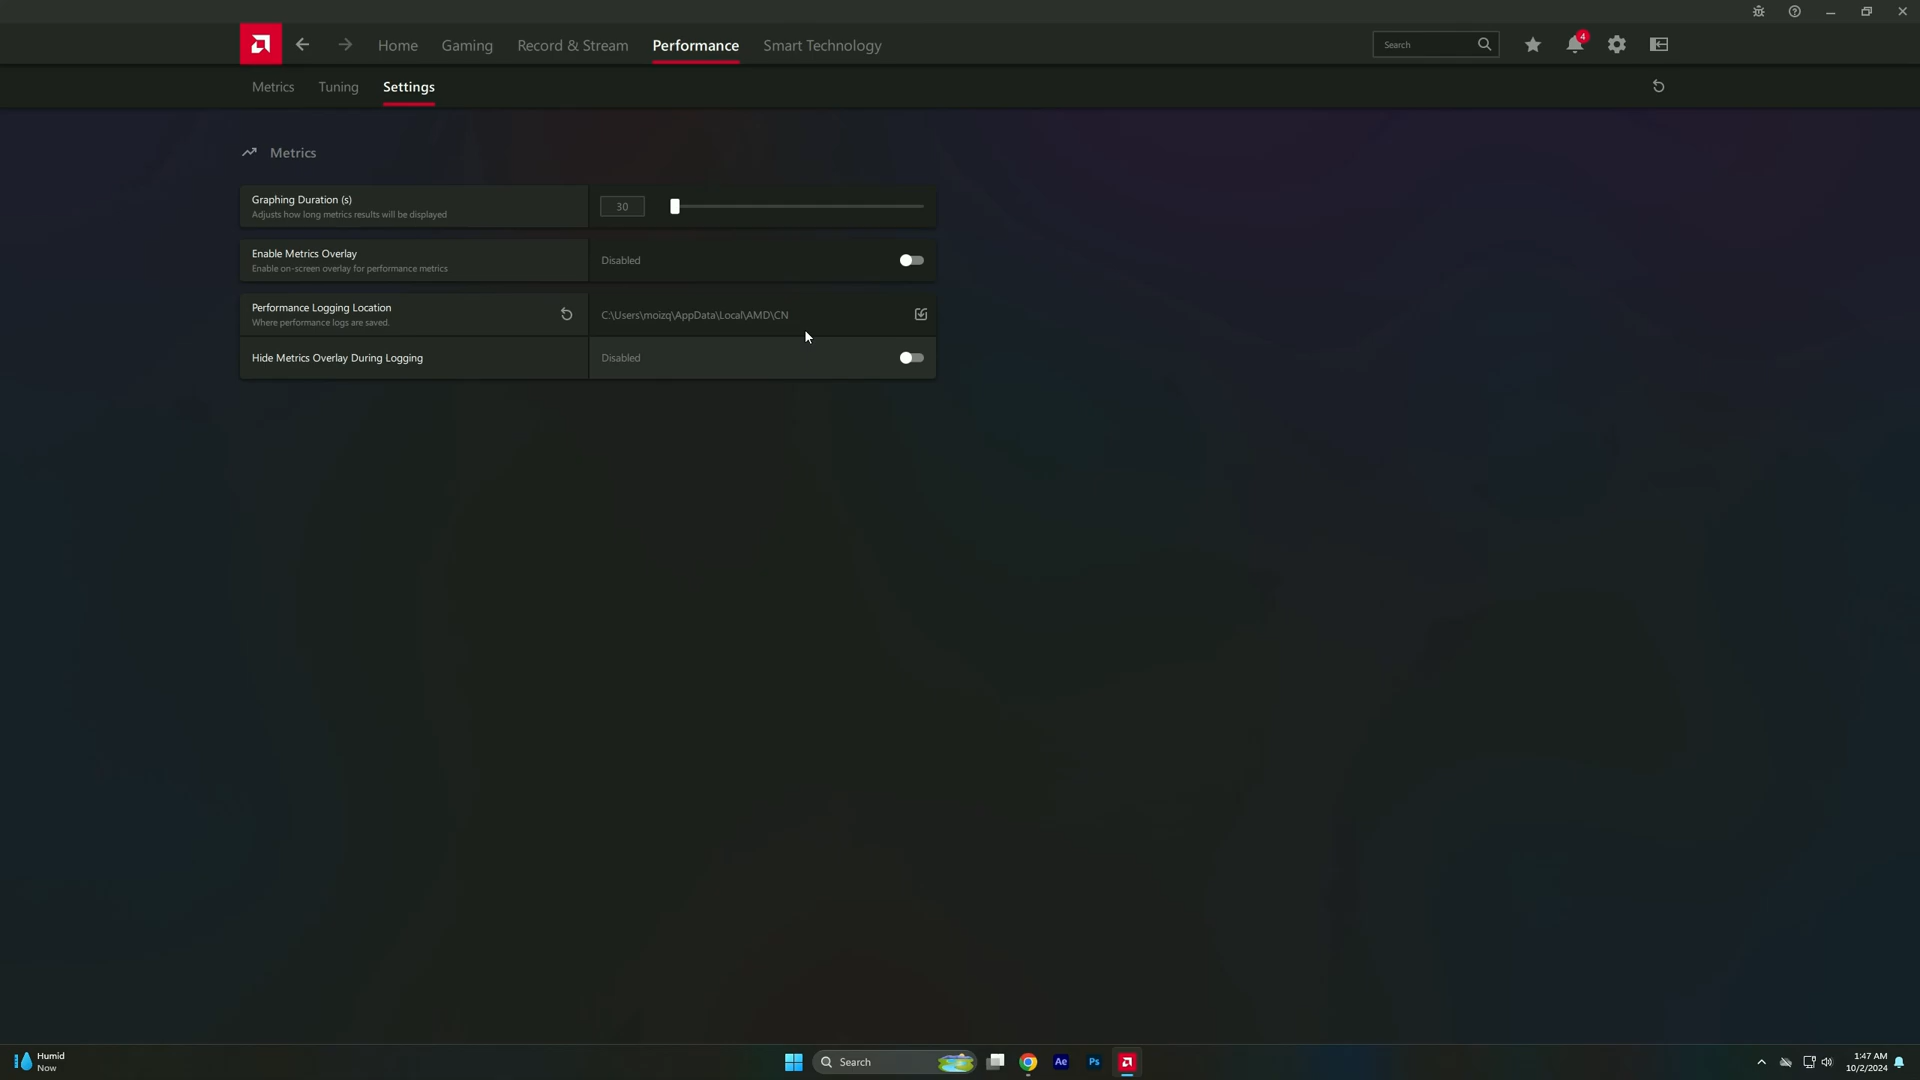 Home Gaming Record & Stream Performance Smart Technology Search 4
Metrics Tuning Settings
Metrics
Graphing Duration (s)
Adjusts how long metrics results will be displayed
30
Enable Metrics Overlay
Enable on-screen overlay for performance metrics
Disabled
Performance Logging Location
Where performance logs are saved.
C:\Users\moizq\AppData\Local\AMD\CN
Hide Metrics Overlay During Logging
Disabled
Humid
Now
Search
Ae
Ps
1:47 AM
10/2/2024